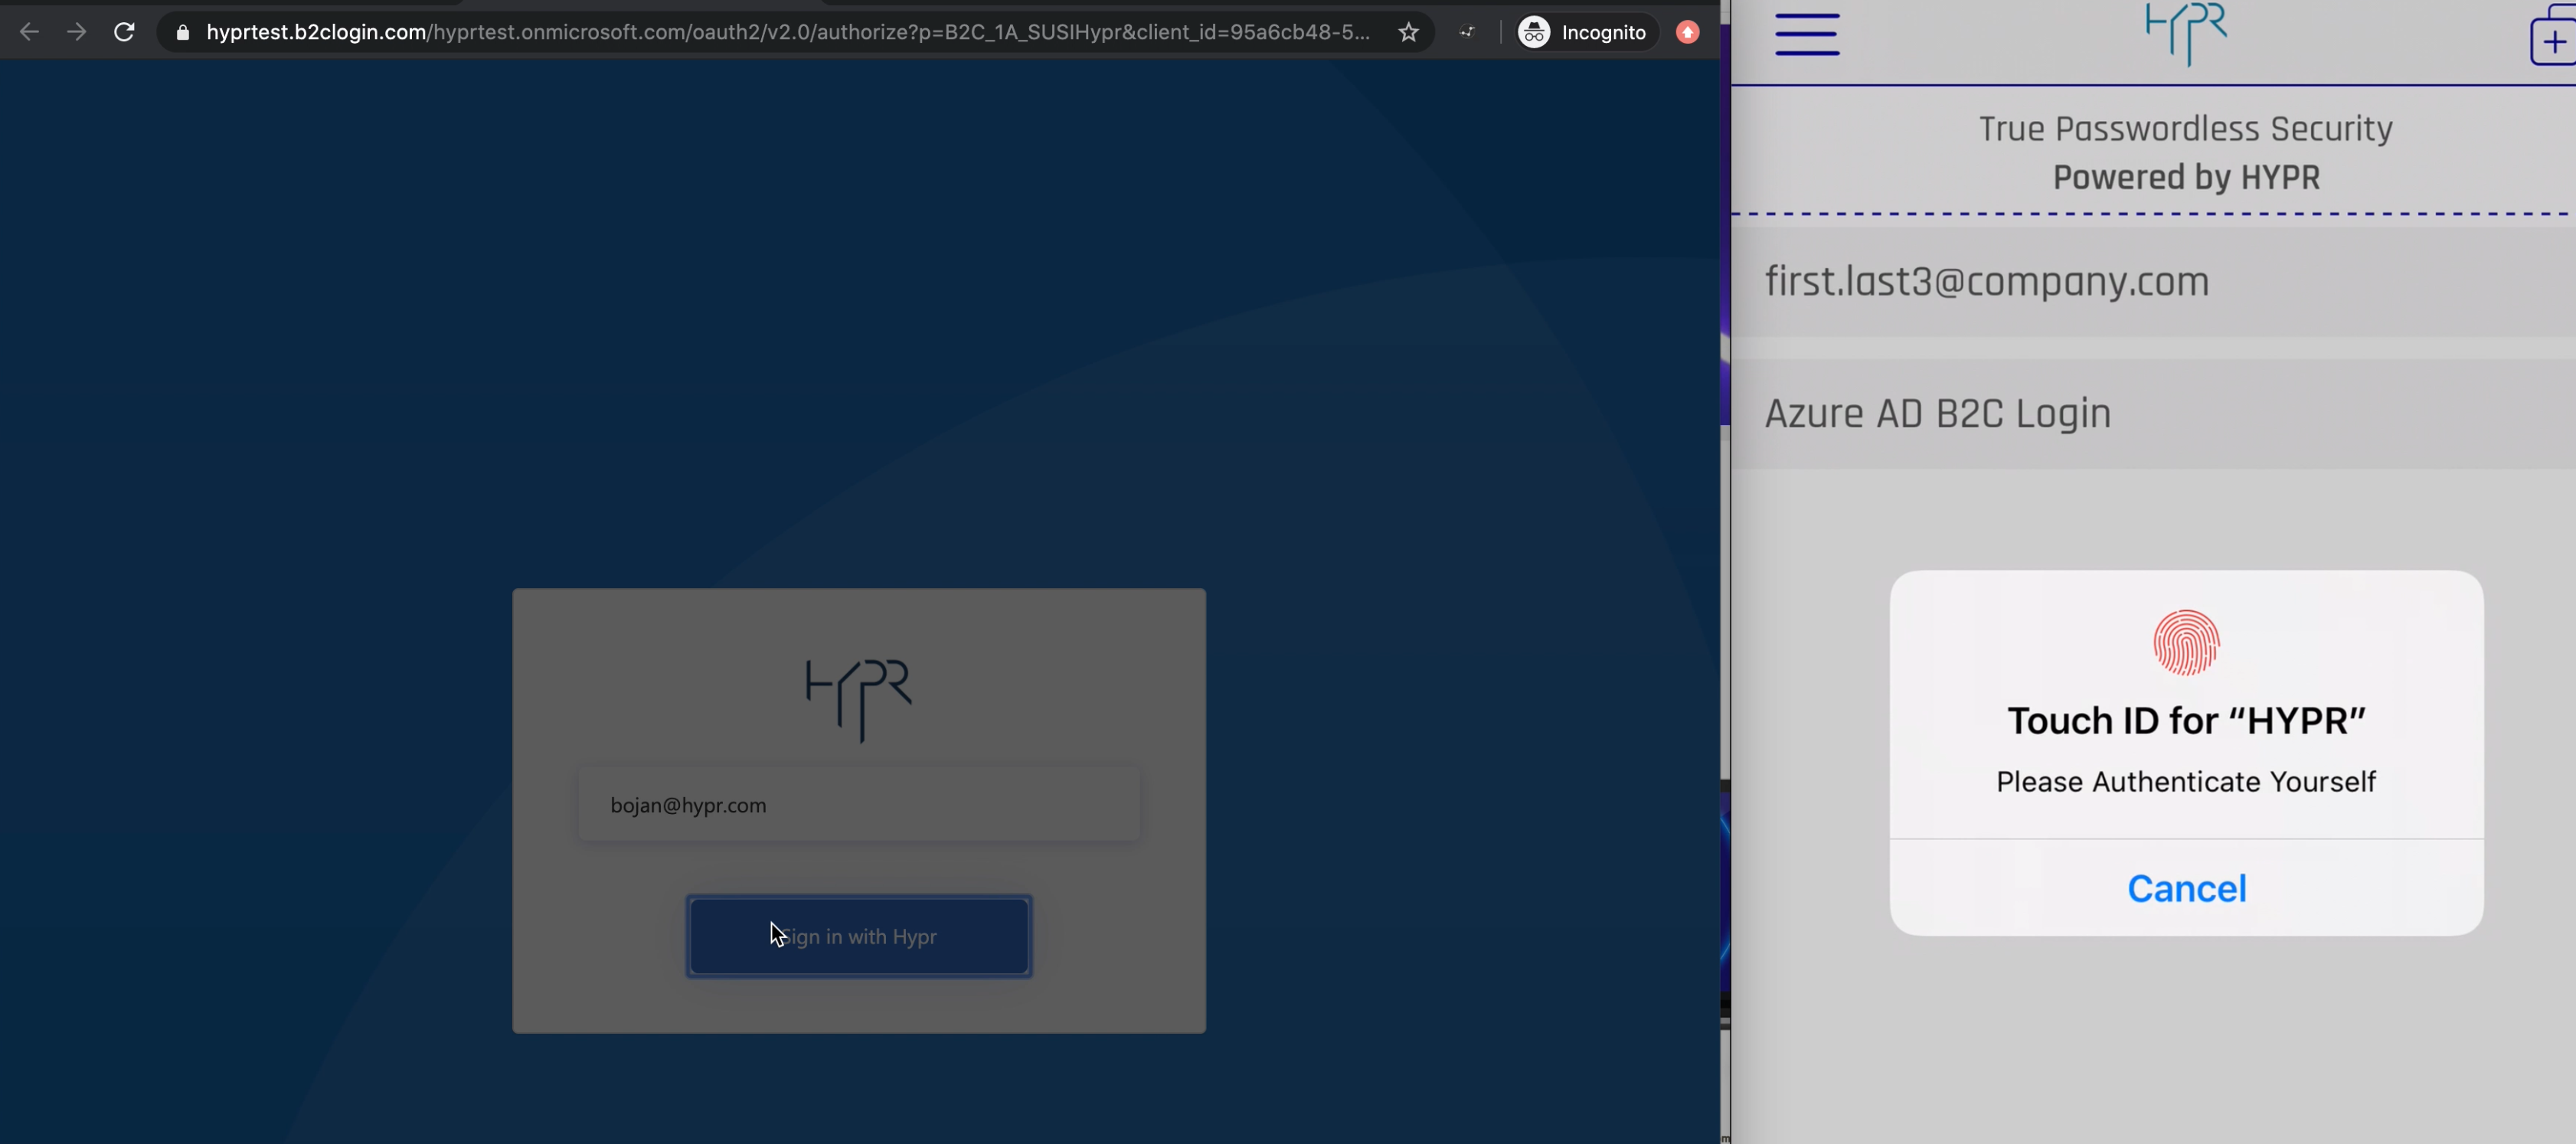 hyprtest.b2clogin.com/hyprtest.onmicrosoft.com/oauth2/v2.0/authorize?p=B2C_1A_SUSIHypr&client_id=95a6cb48-5...
Incognito
HYPR
bojan@hypr.com
Sign in with Hypr
HYPR
True Passwordless Security
Powered by HYPR
first.last3@company.com
Azure AD B2C Login
Touch ID for “HYPR”
Please Authenticate Yourself
Cancel